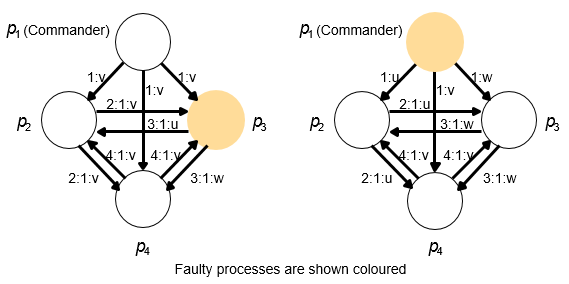 p1 (Commander)
p1 (Commander)
1:v
1:v
1:u
1:w
1:v
1:v
2:1:v
2:1:u
p2
3:1:u
p3
p2
3:1:w
p3
4:1:v
4:1:v
4:1:v
4:1:v
2:1:v
3:1:w
2:1:u
3:1:w
p4
p4
Faulty processes are shown coloured